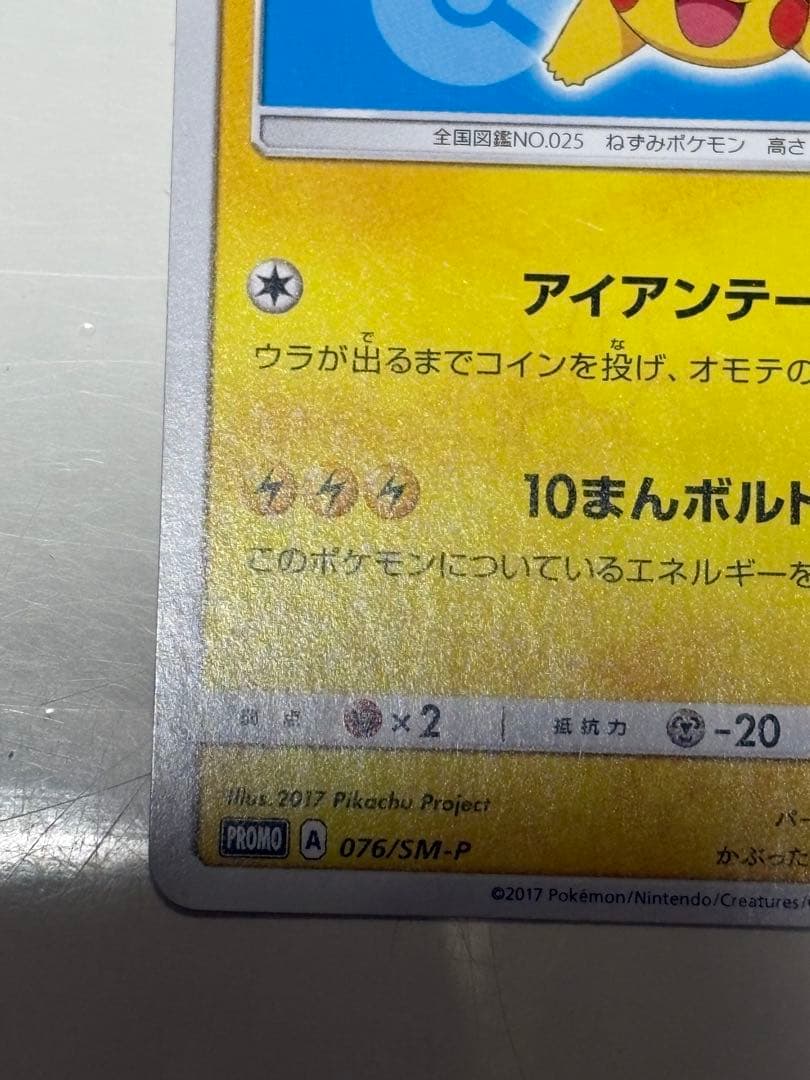 全国図鑑NO.025 ねずみポケモン 高さ
アイアンテー
ウラが出るまでコインを投げ、オモテの
10まんボルト
このポケモンについているエネルギーを
弱点 ×2 抵抗力 -20
Illus. 2017 Pikachu Project
PROMO A 076/SM-P
パー
かぶった
©2017 Pokémon/Nintendo/Creatures/